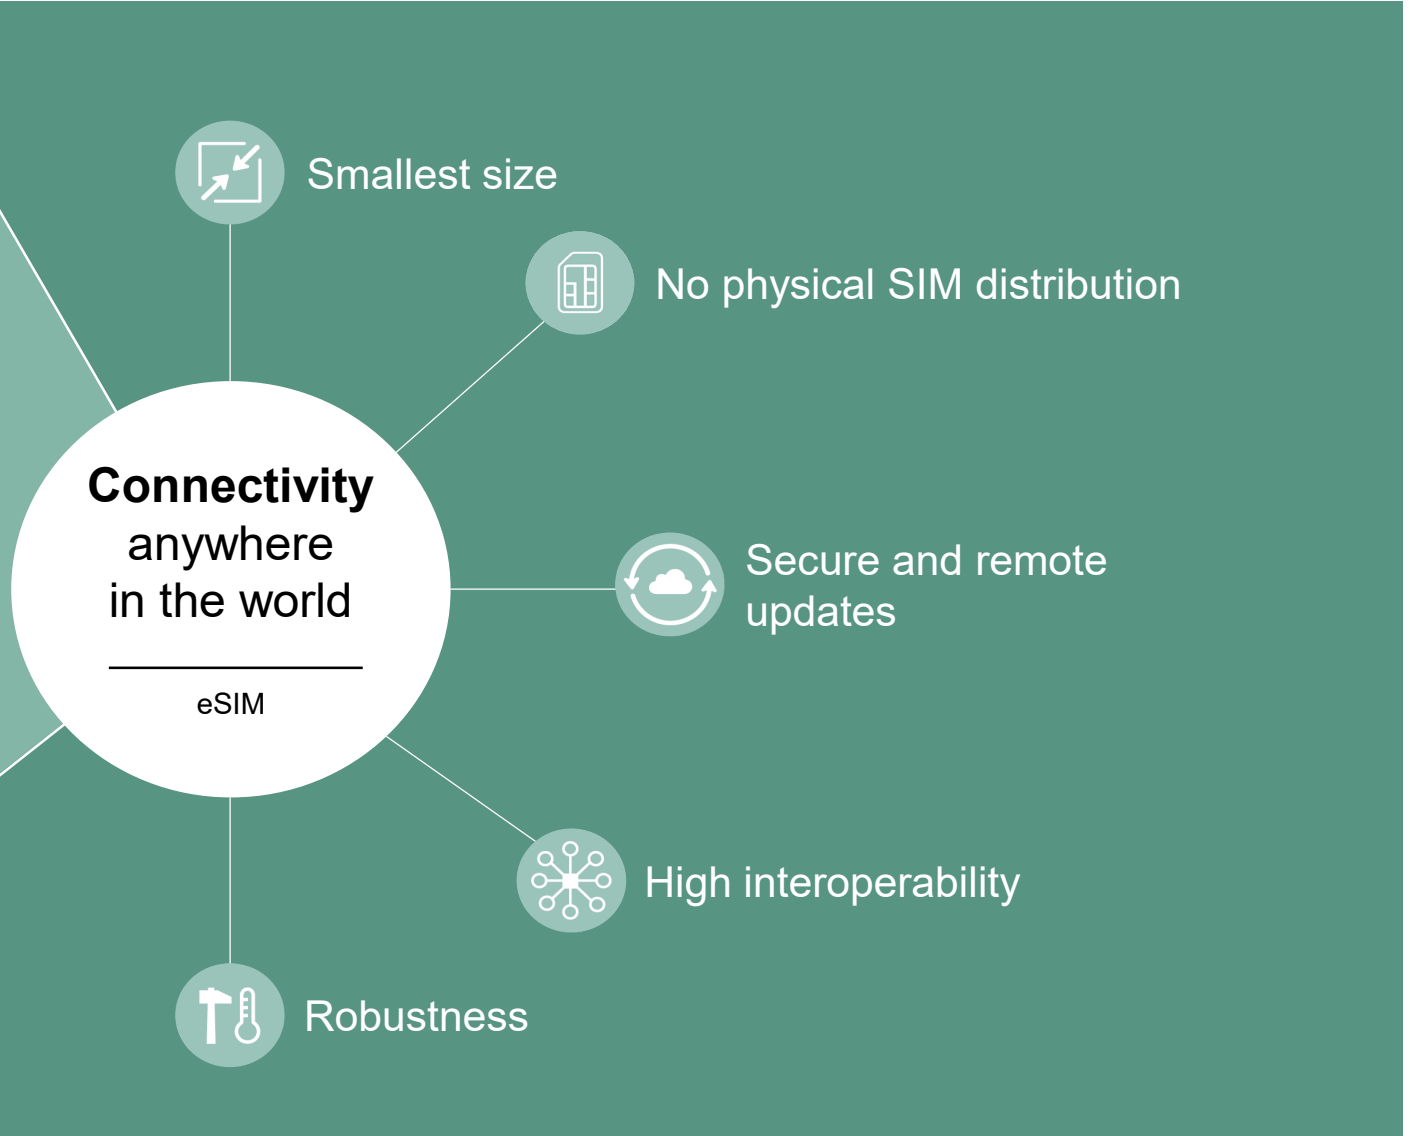 Smallest size
No physical SIM distribution
Connectivity
anywhere
in the world
eSIM
Secure and remote
updates
High interoperability
Robustness